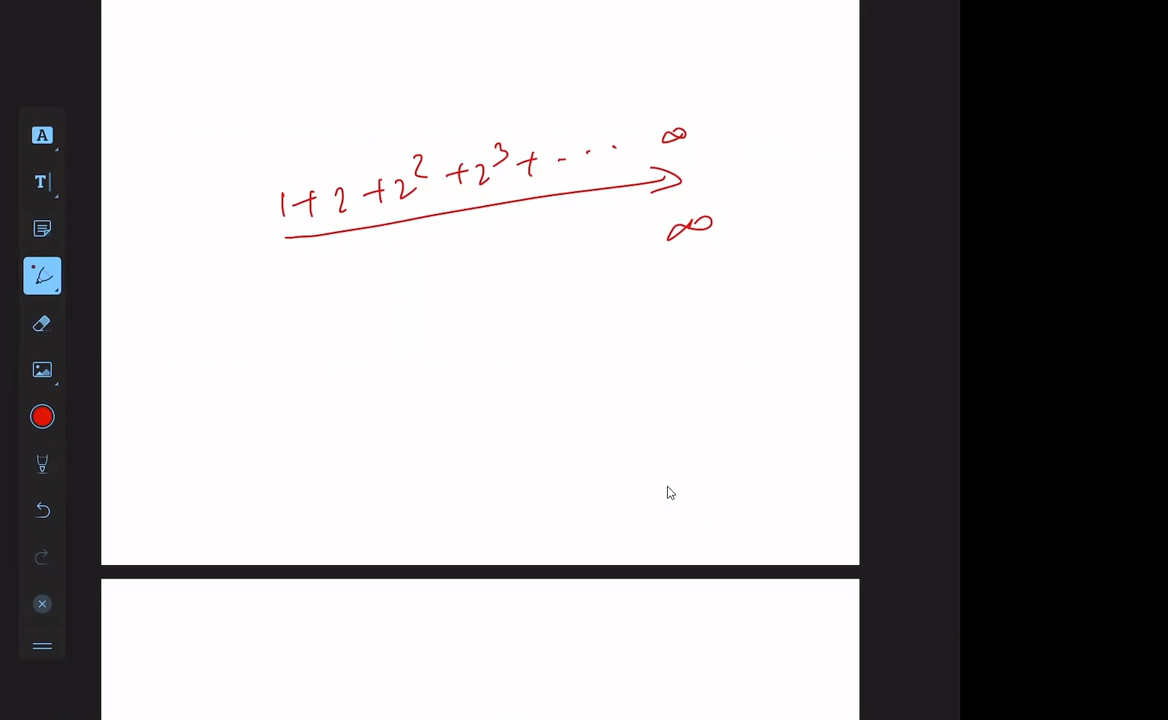 1+2+2²+2³+..... ∞
∞
A
T